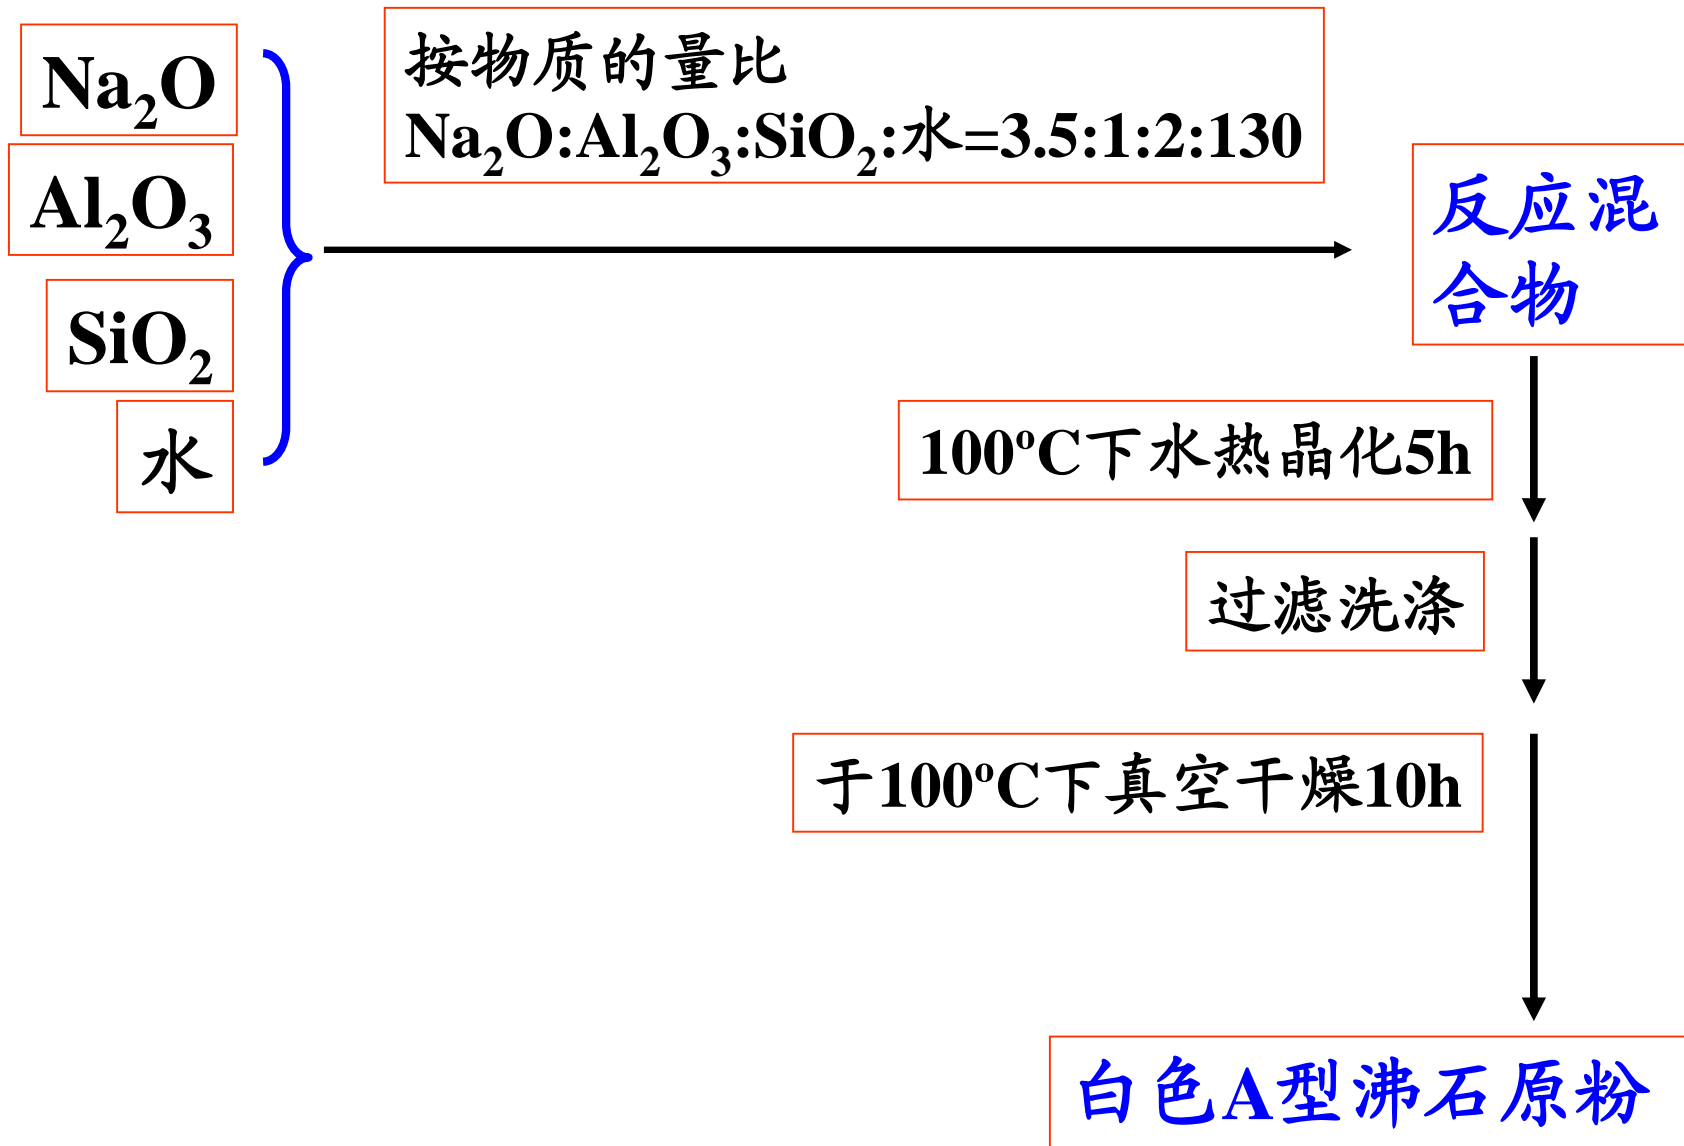 Na₂O
Al₂O₃
SiO₂
水
按物质的量比
Na₂O:Al₂O₃:SiO₂:水=3.5:1:2:130
反应混
合物
100ºC下水热晶化5h
过滤洗涤
于100ºC下真空干燥10h
白色A型沸石原粉